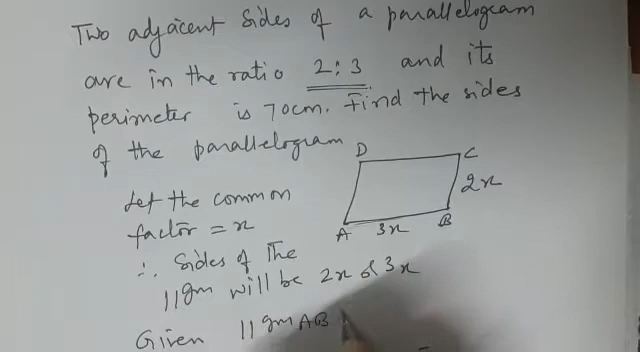 Two adjacent sides of a parallelogram
are in the ratio 2:3 and its
perimeter is 70cm. Find the sides
of the parallelogram
D
C
2x
A
3x
B
Let the common
factor = x
∴ Sides of the
||gm will be 2x & 3x
Given ||gm AB